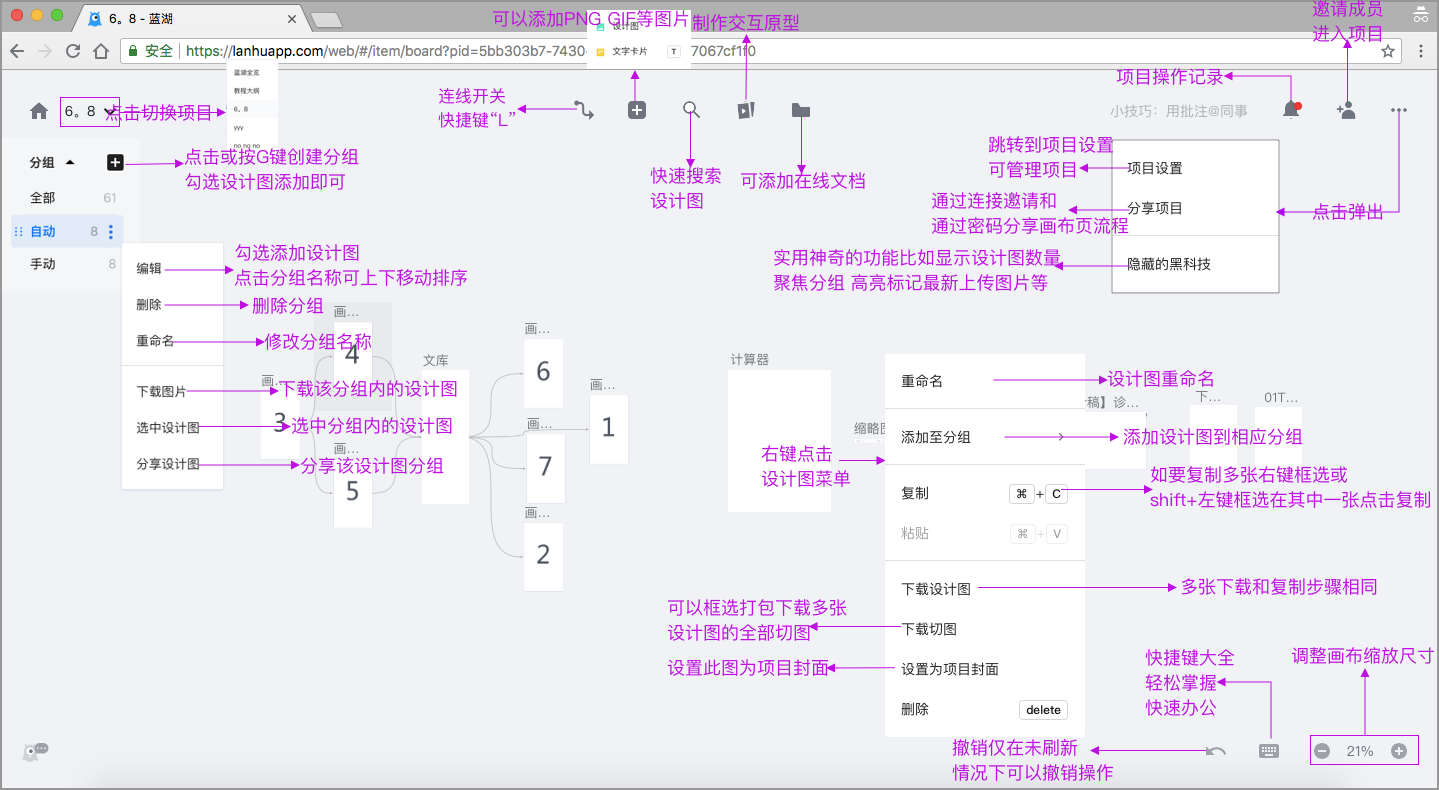 6。8 - 蓝湖
可以添加PNG GIF等图片
制作交互原型
邀请成员
进入项目
安全
https://lanhuapp.com/web/#/item/board?pid=5bb303b7-7430
7067cf1f0
设计图
文字卡片 T
项目操作记录
蓝湖全览
教程大纲
6。8
yyy
no no no
6。8
点击切换项目
连线开关
快捷键“L”
小技巧：用批注@同事
快速搜索
设计图
可添加在线文档
跳转到项目设置
可管理项目
项目设置
通过连接邀请和
通过密码分享画布页流程
分享项目
点击弹出
实用神奇的功能比如显示设计图数量
聚焦分组 高亮标记最新上传图片等
隐藏的黑科技
分组
点击或按G键创建分组
勾选设计图添加即可
全部 61
自动 8
手动 8
编辑
勾选添加设计图
点击分组名称可上下移动排序
删除
删除分组
重命名
修改分组名称
下载图片
下载该分组内的设计图
选中设计图
选中分组内的设计图
分享设计图
分享该设计图分组
画...
4
画...
3
画...
5
文库
画...
6
画...
1
画...
7
画...
2
计算器
缩略图
稿】诊...
下...
01T...
右键点击
设计图菜单
重命名
设计图重命名
添加至分组
添加设计图到相应分组
复制 ⌘ + C
如要复制多张右键框选或
shift+左键框选在其中一张点击复制
粘贴 ⌘ + V
下载设计图
多张下载和复制步骤相同
可以框选打包下载多张
设计图的全部切图
下载切图
设置此图为项目封面
设置为项目封面
删除 delete
快捷键大全
轻松掌握
快速办公
调整画布缩放尺寸
撤销仅在未刷新
情况下可以撤销操作
21%